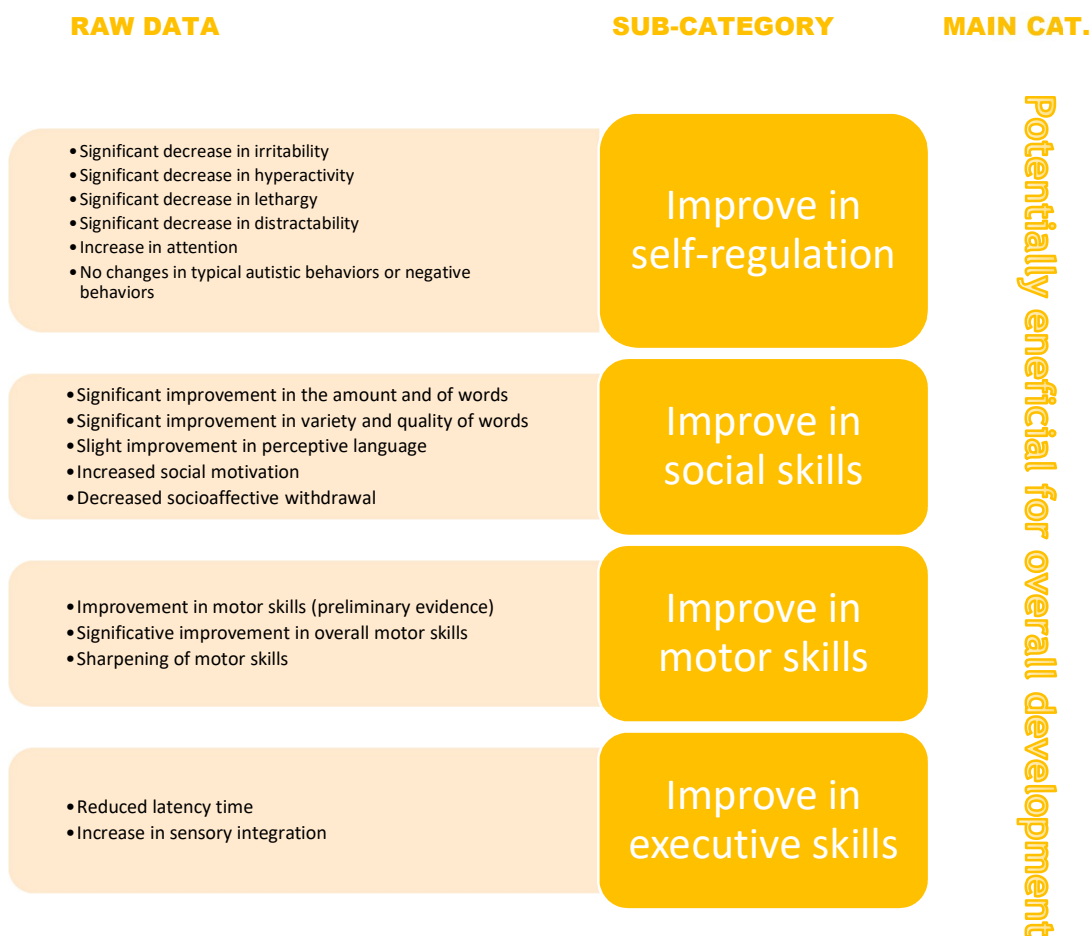 RAW DATA
SUB-CATEGORY
MAIN CAT.
•Significant decrease in irritability
•Significant decrease in hyperactivity
•Significant decrease in lethargy
•Significant decrease in distractability
•Increase in attention
•No changes in typical autistic behaviors or negative
behaviors
Improve in
self-regulation
•Significant improvement in the amount and of words
•Significant improvement in variety and quality of words
•Slight improvement in perceptive language
•Increased social motivation
•Decreased socioaffective withdrawal
Improve in
social skills
•Improvement in motor skills (preliminary evidence)
•Significative improvement in overall motor skills
•Sharpening of motor skills
Improve in
motor skills
•Reduced latency time
•Increase in sensory integration
Improve in
executive skills
Potentially eneficial for overall development